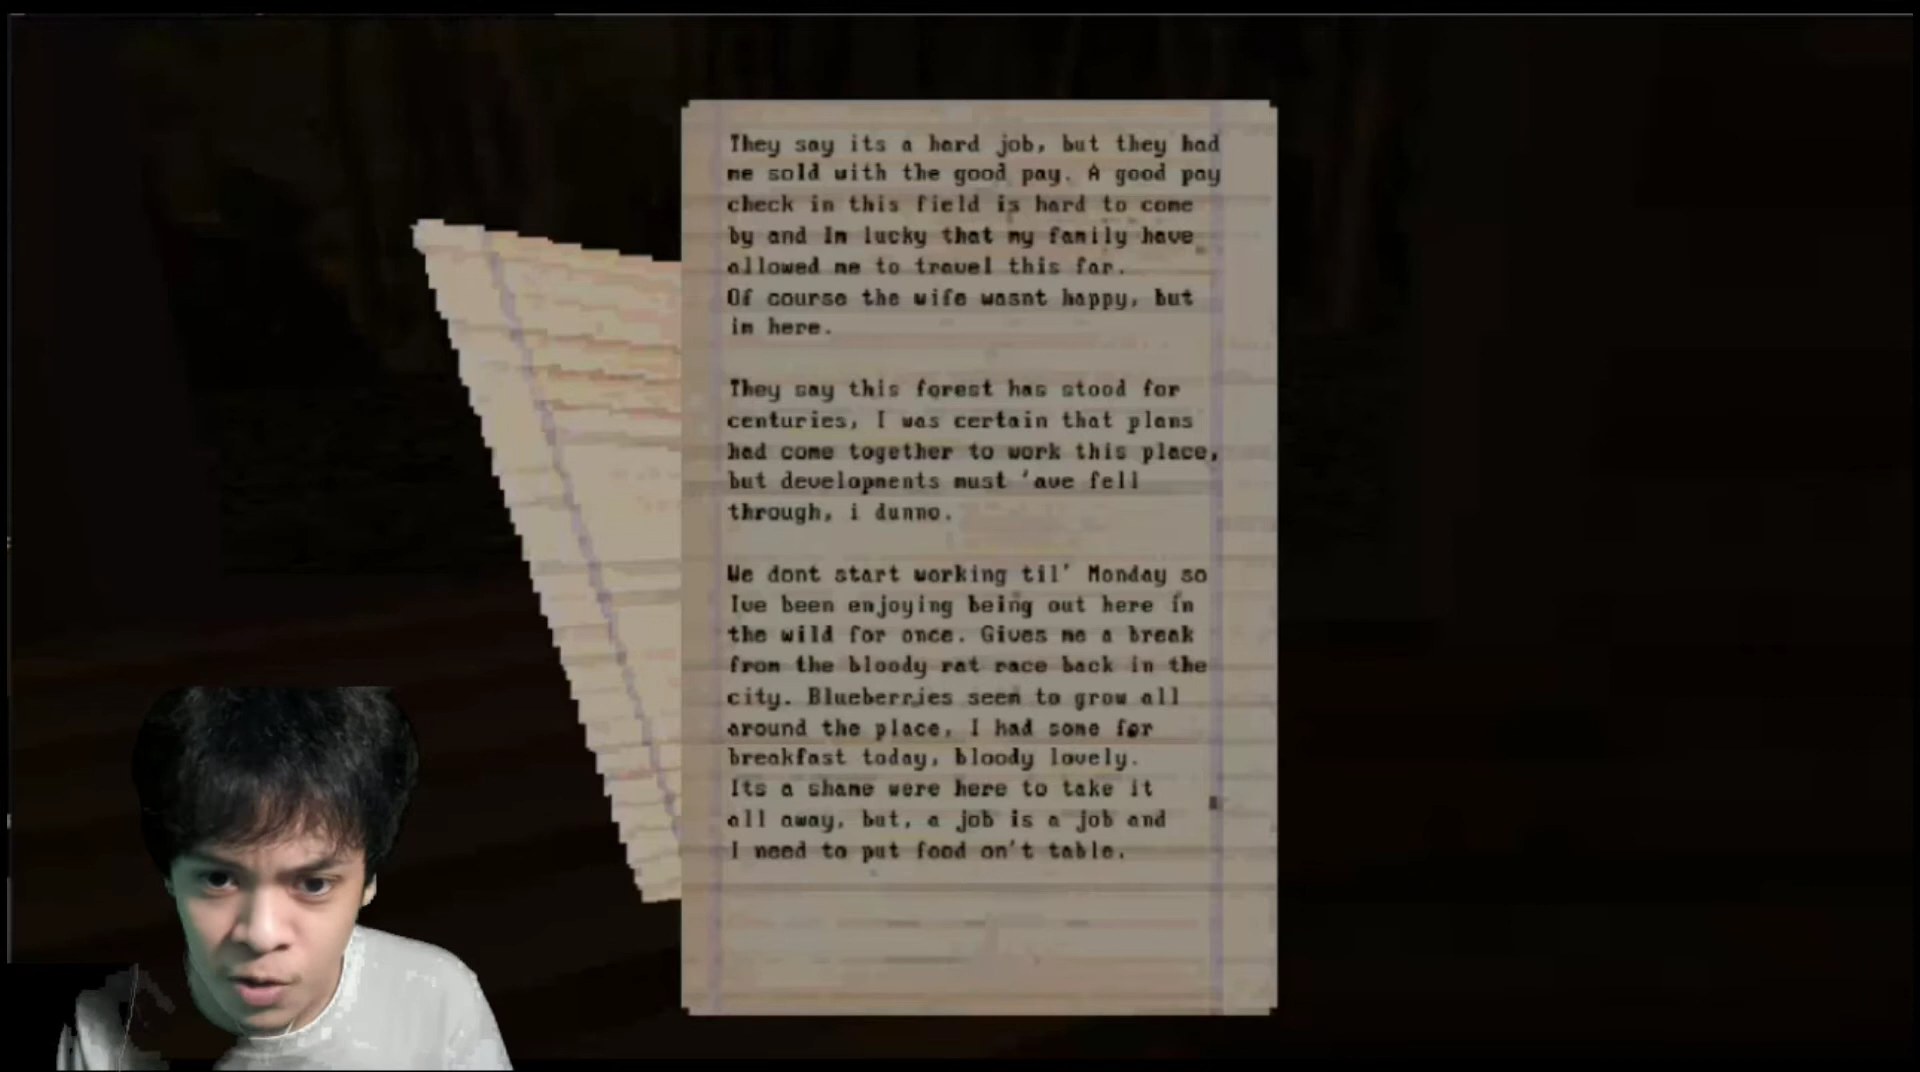 They say its a hard job, but they had
me sold with the good pay. A good pay
check in this field is hard to come
by and Im lucky that my family have
allowed me to travel this far.
Of course the wife wasnt happy, but
im here.
They say this forest has stood for
centuries, I was certain that plans
had come together to work this place,
but developments must 'ave fell
through, i dunno.
We dont start working til' Monday so
Ive been enjoying being out here in
the wild for once. Gives me a break
from the bloody rat race back in the
city. Blueberries seem to grow all
around the place, I had some for
breakfast today, bloody lovely.
Its a shame were here to take it
all away, but, a job is a job and
I need to put food on't table.